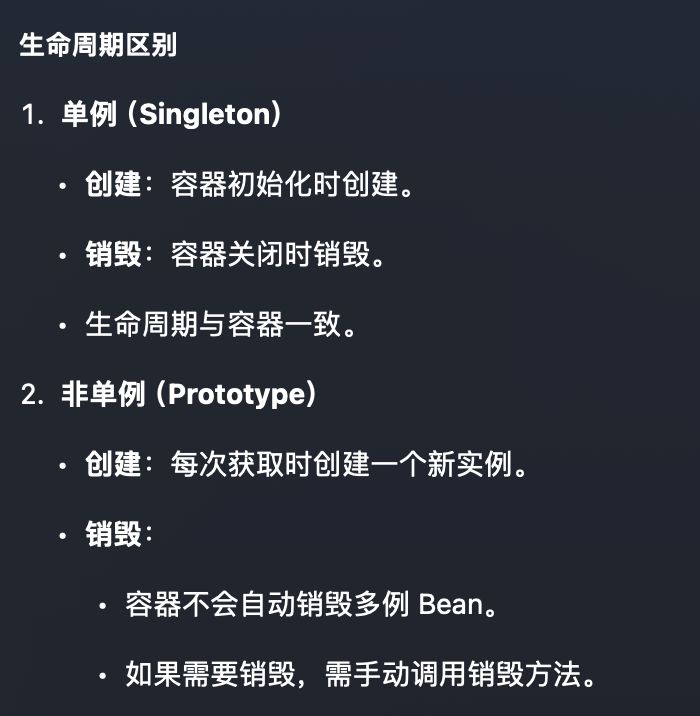 生命周期区别
1. 单例（Singleton）
• 创建：容器初始化时创建。
• 销毁：容器关闭时销毁。
• 生命周期与容器一致。
2. 非单例（Prototype）
• 创建：每次获取时创建一个新实例。
• 销毁：
• 容器不会自动销毁多例 Bean。
• 如果需要销毁，需手动调用销毁方法。